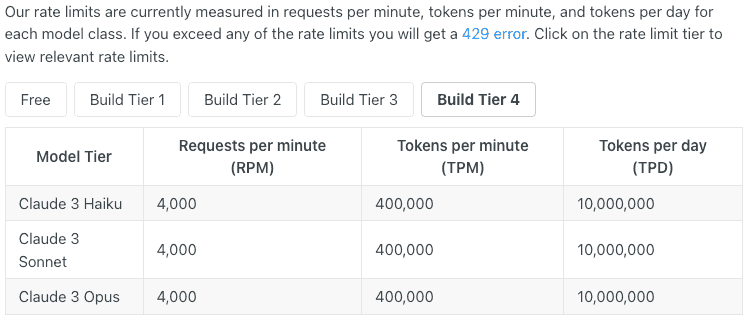 Our rate limits are currently measured in requests per minute, tokens per minute, and tokens per day for
each model class. If you exceed any of the rate limits you will get a 429 error. Click on the rate limit tier to
view relevant rate limits.
Free Build Tier 1 Build Tier 2 Build Tier 3 Build Tier 4
Model Tier Requests per minute (RPM) Tokens per minute (TPM) Tokens per day (TPD)
Claude 3 Haiku 4,000 400,000 10,000,000
Claude 3 Sonnet 4,000 400,000 10,000,000
Claude 3 Opus 4,000 400,000 10,000,000